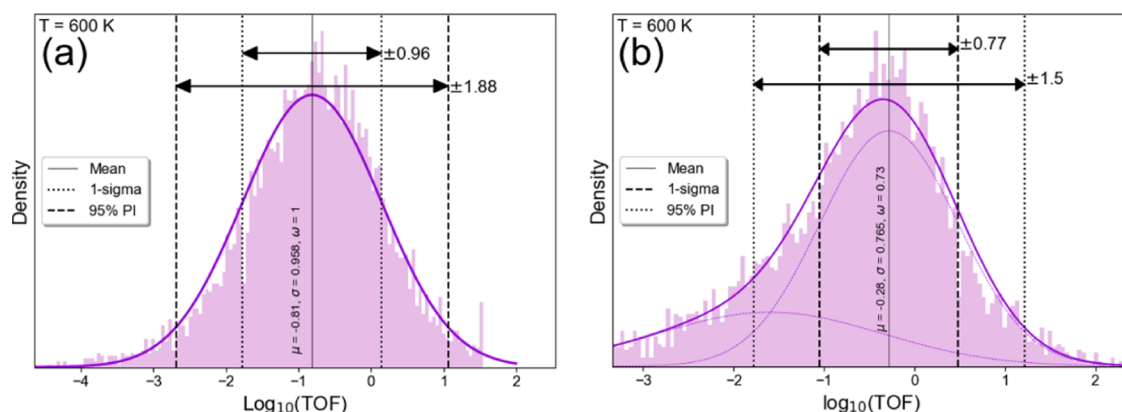 T = 600 K
(a)
±0.96
±1.88
Mean
1-sigma
95% PI
μ = -0.81, σ = 0.958, ω = 1
Density
−4 −3 −2 −1 0 1 2
Log10(TOF)
T = 600 K
(b)
±0.77
±1.5
Mean
1-sigma
95% PI
μ = -0.28, σ = 0.765, ω = 0.73
Density
−3 −2 −1 0 1 2
log10(TOF)